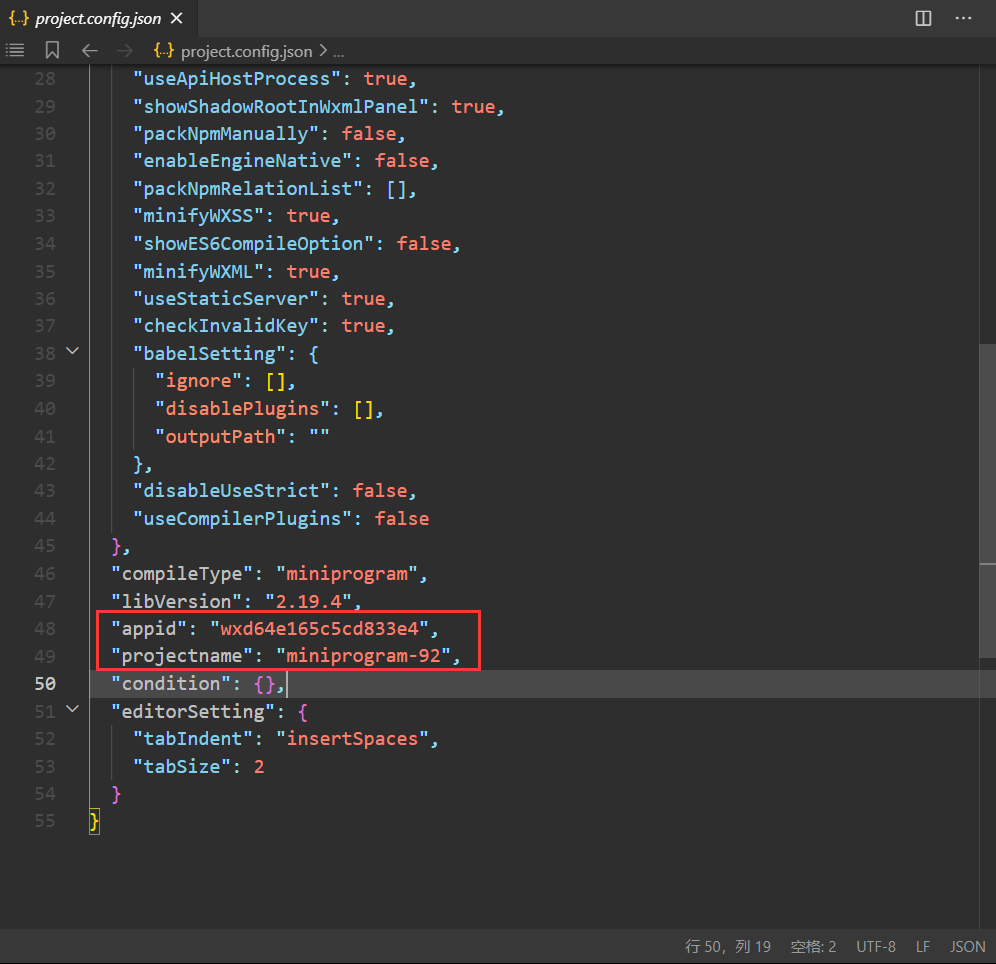 {..} project.config.json ×
{..} project.config.json > ...
28 "useApiHostProcess": true,
29 "showShadowRootInWxmlPanel": true,
30 "packNpmManually": false,
31 "enableEngineNative": false,
32 "packNpmRelationList": [],
33 "minifyWXSS": true,
34 "showES6CompileOption": false,
35 "minifyWXML": true,
36 "useStaticServer": true,
37 "checkInvalidKey": true,
38 "babelSetting": {
39 "ignore": [],
40 "disablePlugins": [],
41 "outputPath": ""
42 },
43 "disableUseStrict": false,
44 "useCompilerPlugins": false
45 },
46 "compileType": "miniprogram",
47 "libVersion": "2.19.4",
48 "appid": "wxd64e165c5cd833e4",
49 "projectname": "miniprogram-92",
50 "condition": {},
51 "editorSetting": {
52 "tabIndent": "insertSpaces",
53 "tabSize": 2
54 }
55 }
行 50，列 19 空格: 2 UTF-8 LF JSON